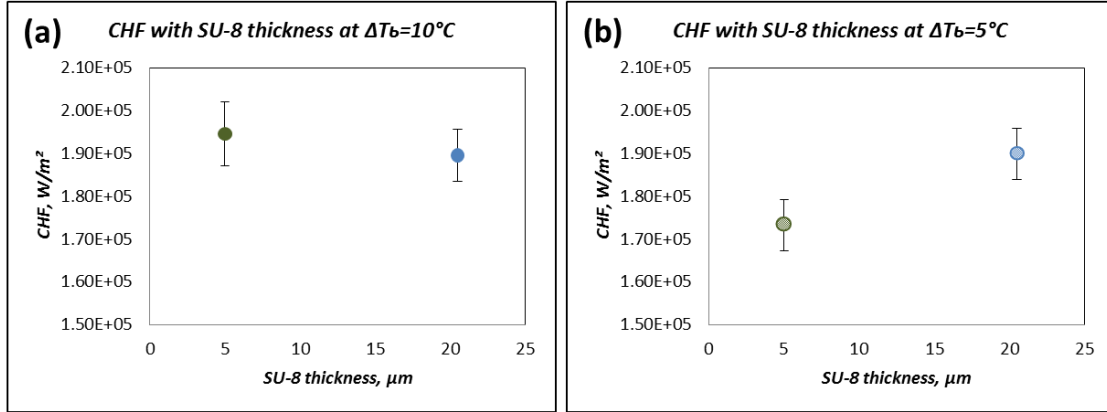 (a)
CHF with SU-8 thickness at ΔTь=10°C
2.10E+05
2.00E+05
1.90E+05
1.80E+05
1.70E+05
1.60E+05
1.50E+05
CHF, W/m²
0 5 10 15 20 25
SU-8 thickness, µm
(b)
CHF with SU-8 thickness at ΔTь=5°C
2.10E+05
2.00E+05
1.90E+05
1.80E+05
1.70E+05
1.60E+05
1.50E+05
CHF, W/m²
0 5 10 15 20 25
SU-8 thickness, µm